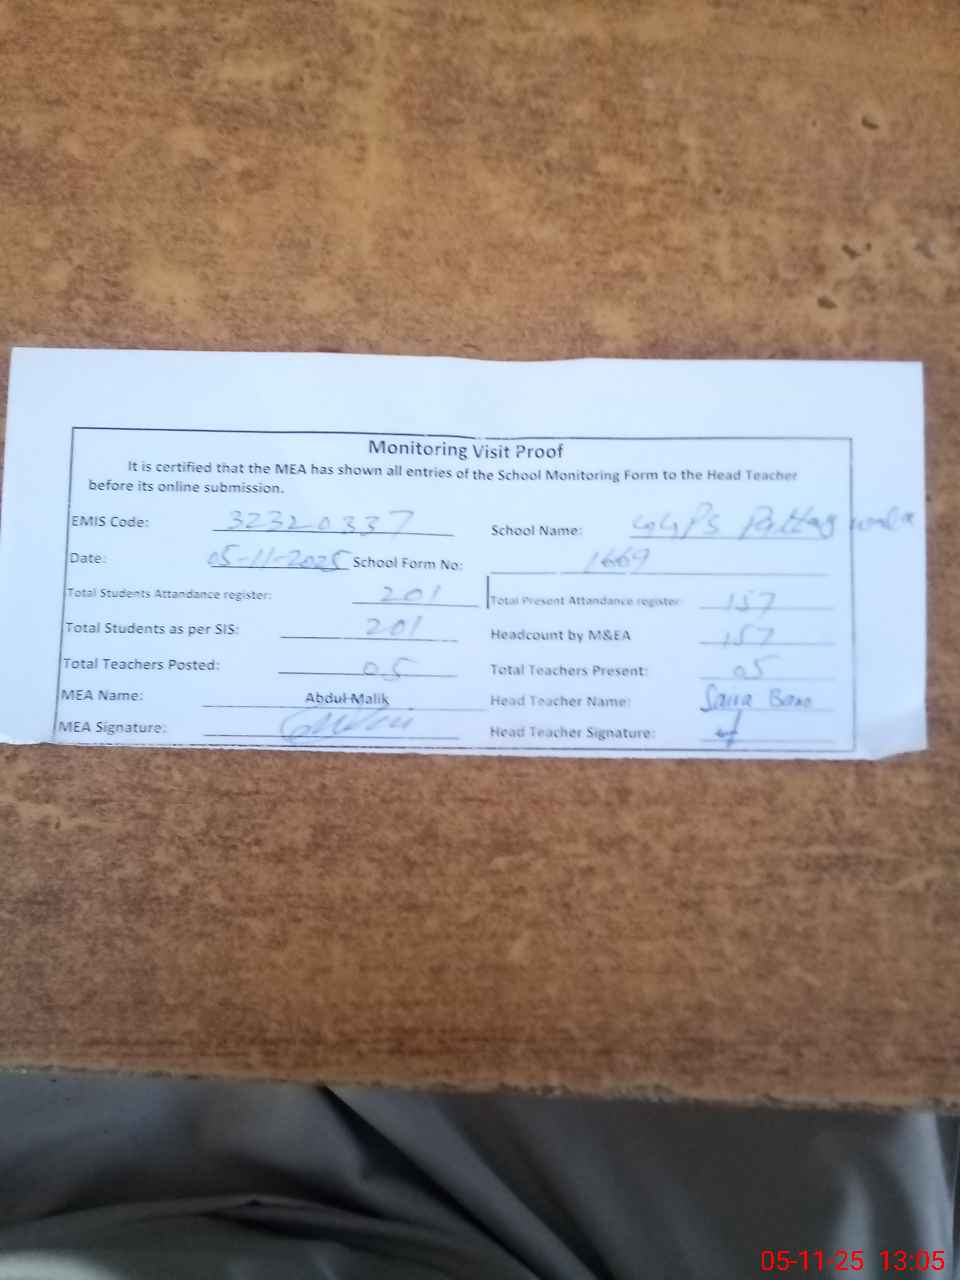 Monitoring Visit Proof
It is certified that the MEA has shown all entries of the School Monitoring Form to the Head Teacher
before its online submission.
EMIS Code: 32320337 School Name: GGPS Pattag wala
Date: 05-11-2025 School Form No: 1669
Total Students Attandance register: 201 Total Present Attandance register: 157
Total Students as per SIS: 201 Headcount by M&EA 157
Total Teachers Posted: 05 Total Teachers Present: 05
MEA Name: Abdul Malik Head Teacher Name: Saira Bano
MEA Signature: Head Teacher Signature:
05-11-25 13:05